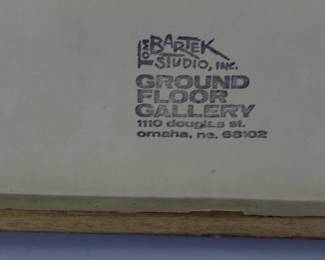 TOM BARTEK
STUDIO, INC.
GROUND
FLOOR
GALLERY
1110 douglas st.
omaha, ne. 68102